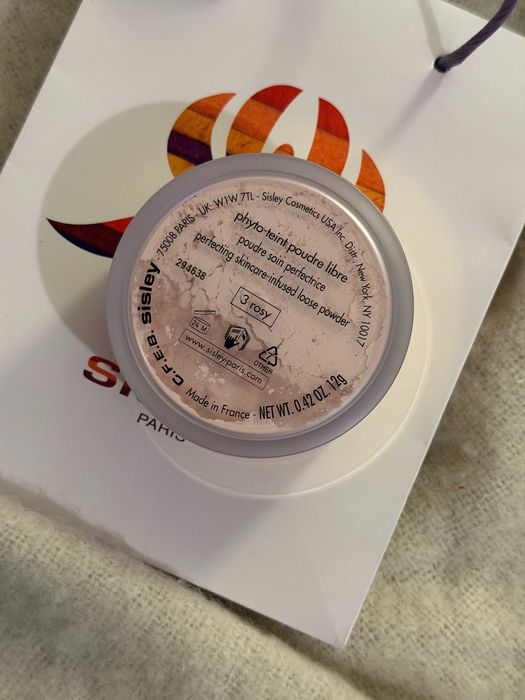 C.F.E.B. sisley - 75008 PARIS - UK- W1W 7TL - Sisley Cosmetics USA Inc. Distr. New York, NY 10017
phyto-teint poudre libre
poudre soin perfectrice
perfecting skincare-infused loose powder
294638
3 rosy
24 M
OTHER
www.sisley-paris.com
Made in France - NET WT. 0.42 OZ. 12g
PARIS